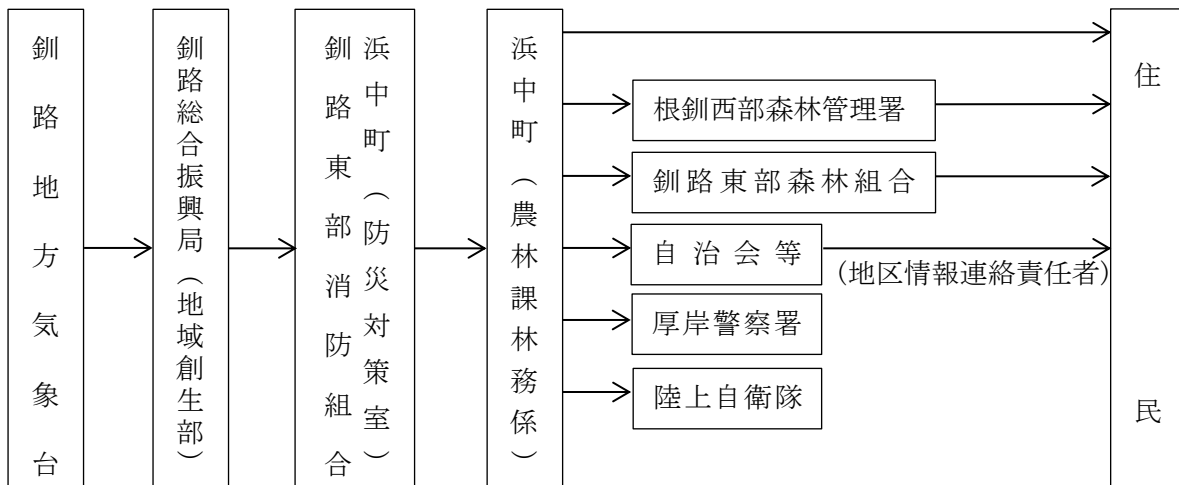 釧路地方気象台
釧路総合振興局（地域創生部）
浜中町（防災対策室）
釧路東部消防組合
浜中町（農林課林務係）
根釧西部森林管理署
釧路東部森林組合
自治会等
(地区情報連絡責任者)
厚岸警察署
陸上自衛隊
住民